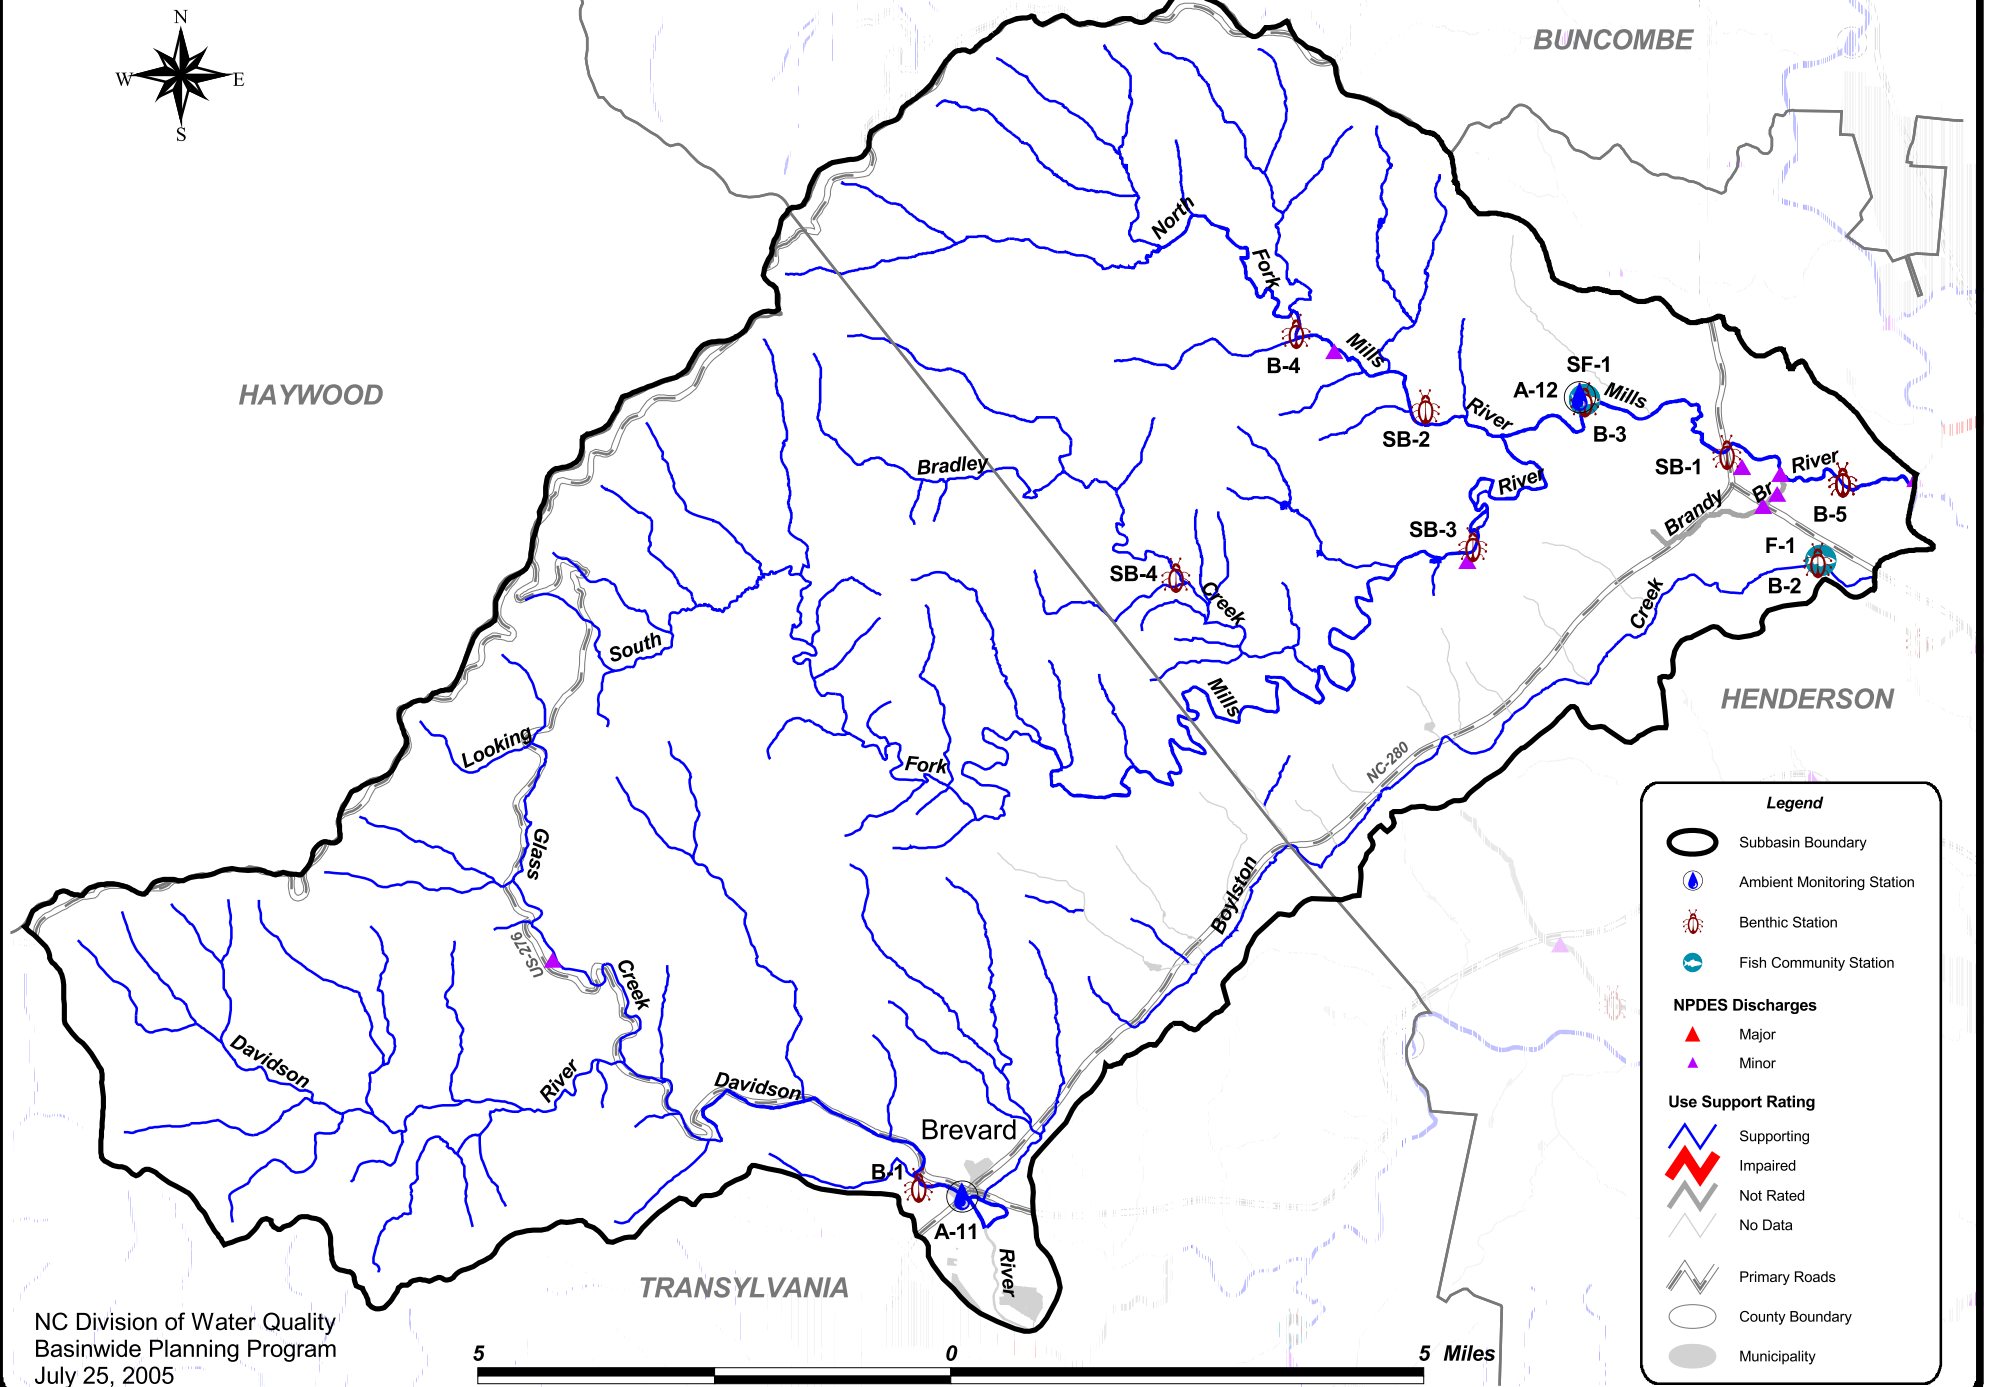 N
W E
S
BUNCOMBE
HAYWOOD
North
Fork
Mills
B-4
SF-1
A-12
Mills
B-3
SB-2
River
River
SB-1
River
Brandy Br
B-5
Bradley
SB-3
SB-4
Creek
F-1
B-2
Creek
South
Mills
HENDERSON
Looking
Fork
NC-280
Glass
Boylston
US-276
Creek
Davidson
River
Davidson
Brevard
B-1
A-11
River
TRANSYLVANIA
Legend
Subbasin Boundary
Ambient Monitoring Station
Benthic Station
Fish Community Station
NPDES Discharges
Major
Minor
Use Support Rating
Supporting
Impaired
Not Rated
No Data
Primary Roads
County Boundary
Municipality
NC Division of Water Quality
Basinwide Planning Program
July 25, 2005
5 0 5 Miles